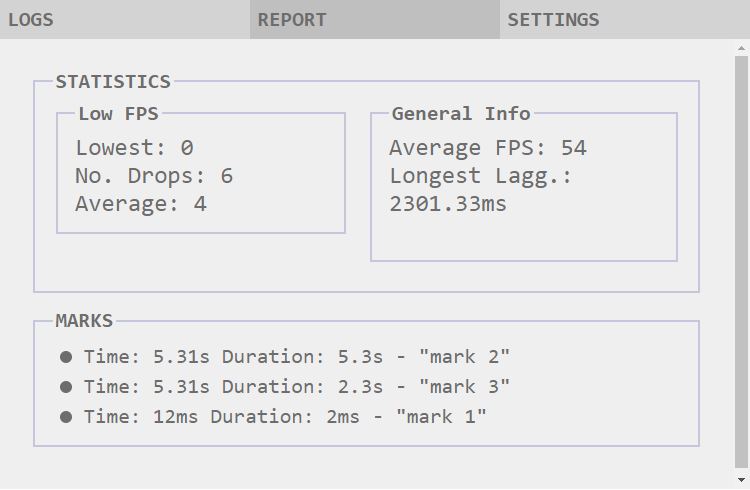 LOGS REPORT SETTINGS
STATISTICS
Low FPS
Lowest: 0
No. Drops: 6
Average: 4
General Info
Average FPS: 54
Longest Lagg.:
2301.33ms
MARKS
Time: 5.31s Duration: 5.3s - "mark 2"
Time: 5.31s Duration: 2.3s - "mark 3"
Time: 12ms Duration: 2ms - "mark 1"